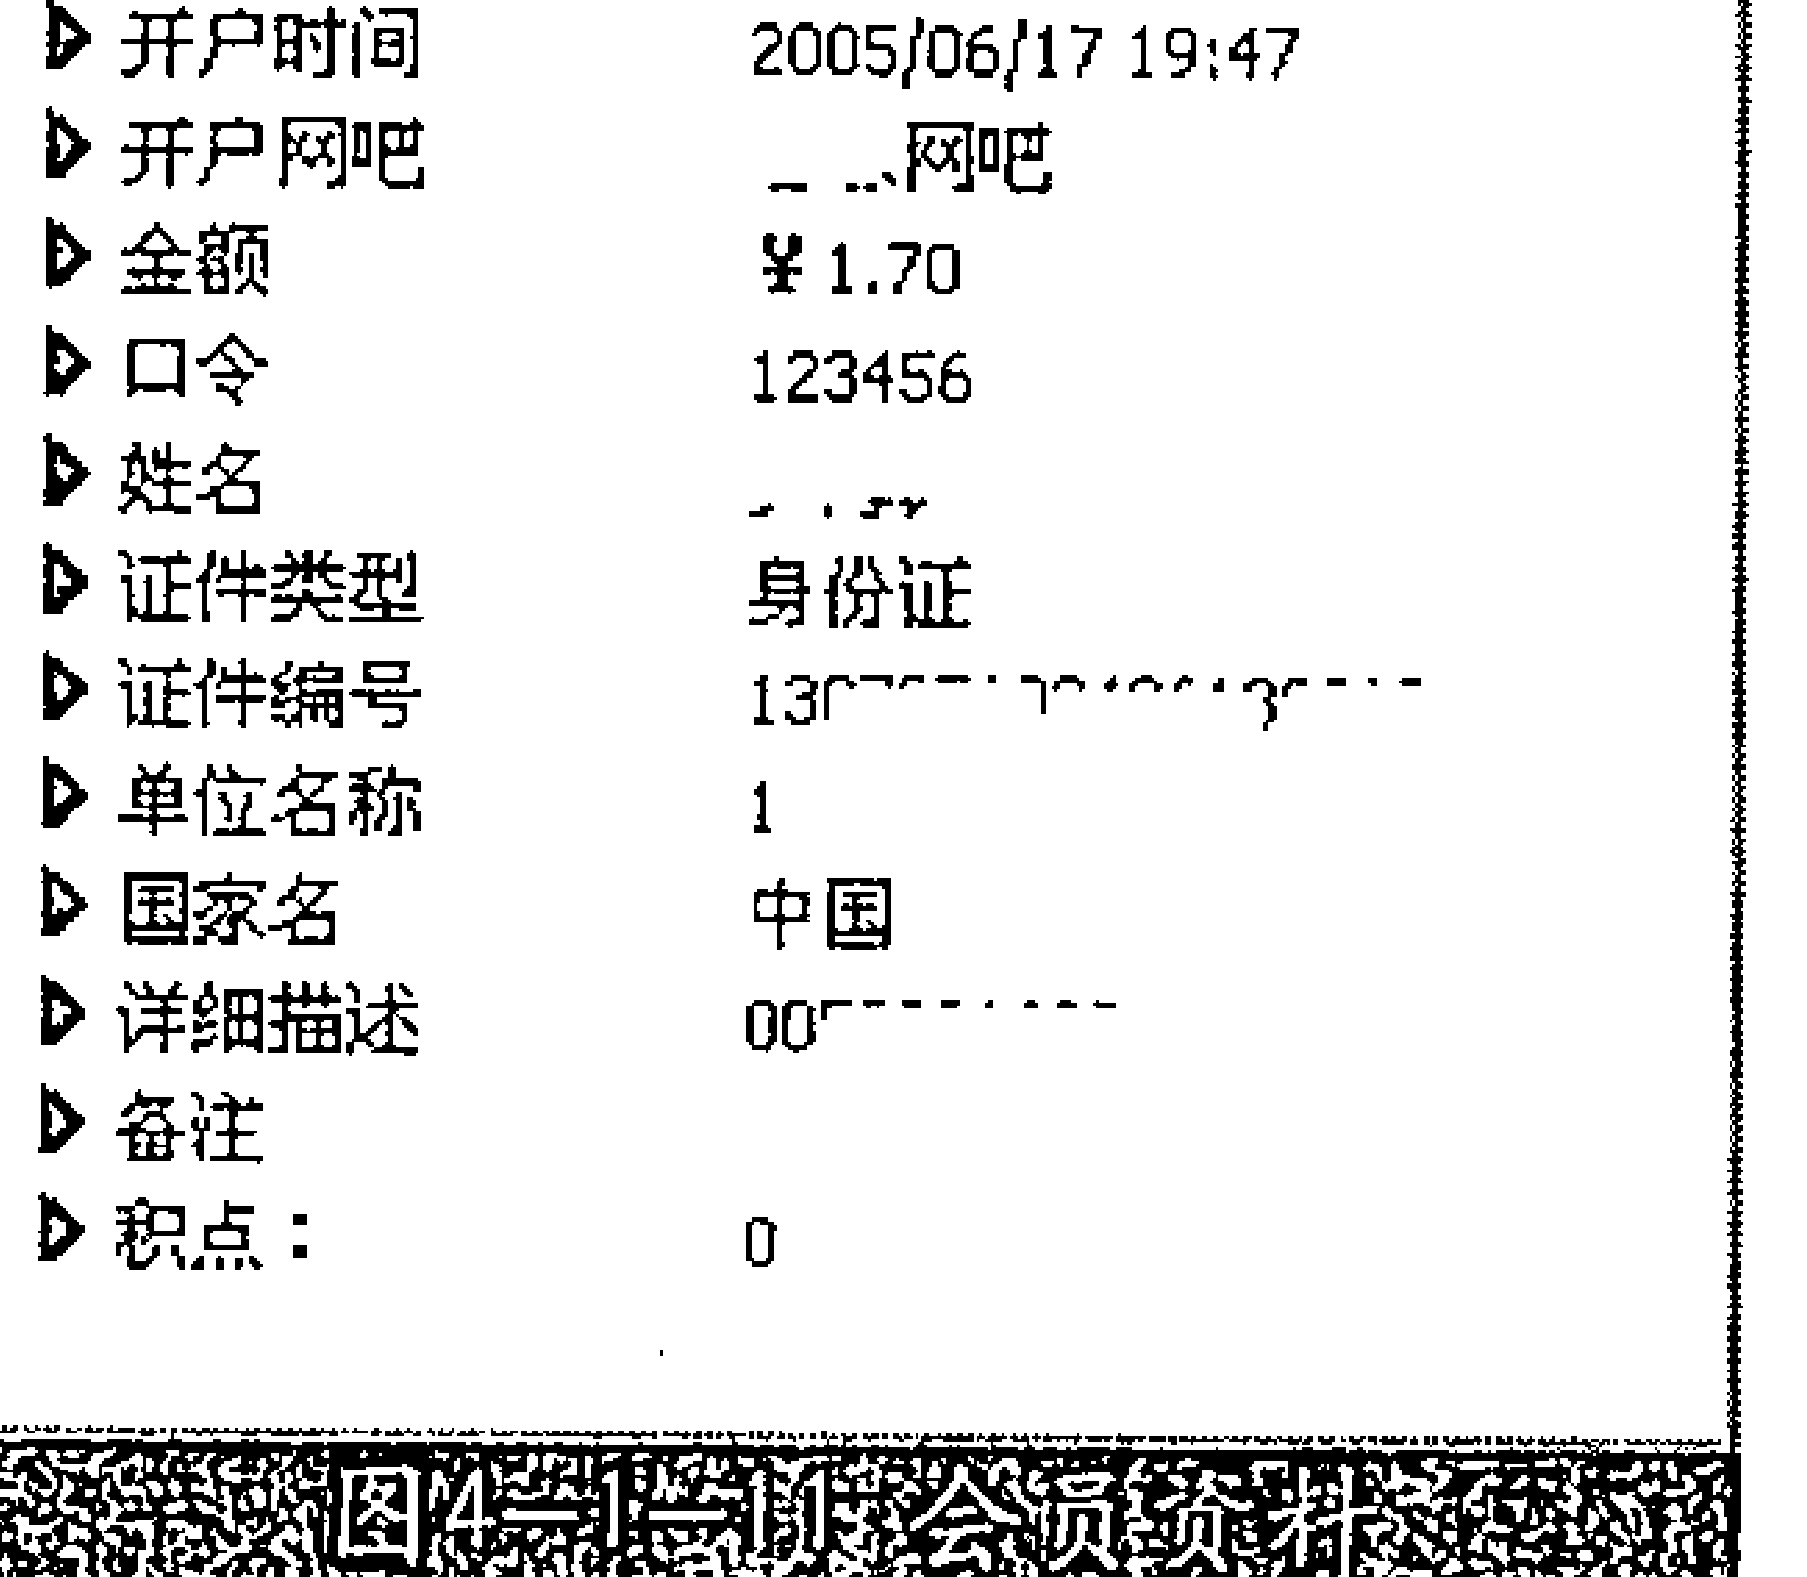 开户时间 2005/06/17 19:47
开户网吧 网吧
金额 ¥1.70
口令 123456
姓名
证件类型 身份证
证件编号 13
单位名称 1
国家名 中国
详细描述 00
备注
积点： 0
图4—1—11 会员资料